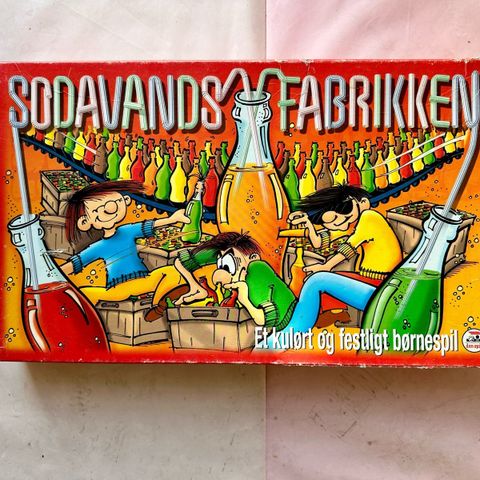 SODAVANDS FABRIKKEN
Et kulørt og festligt børnespil